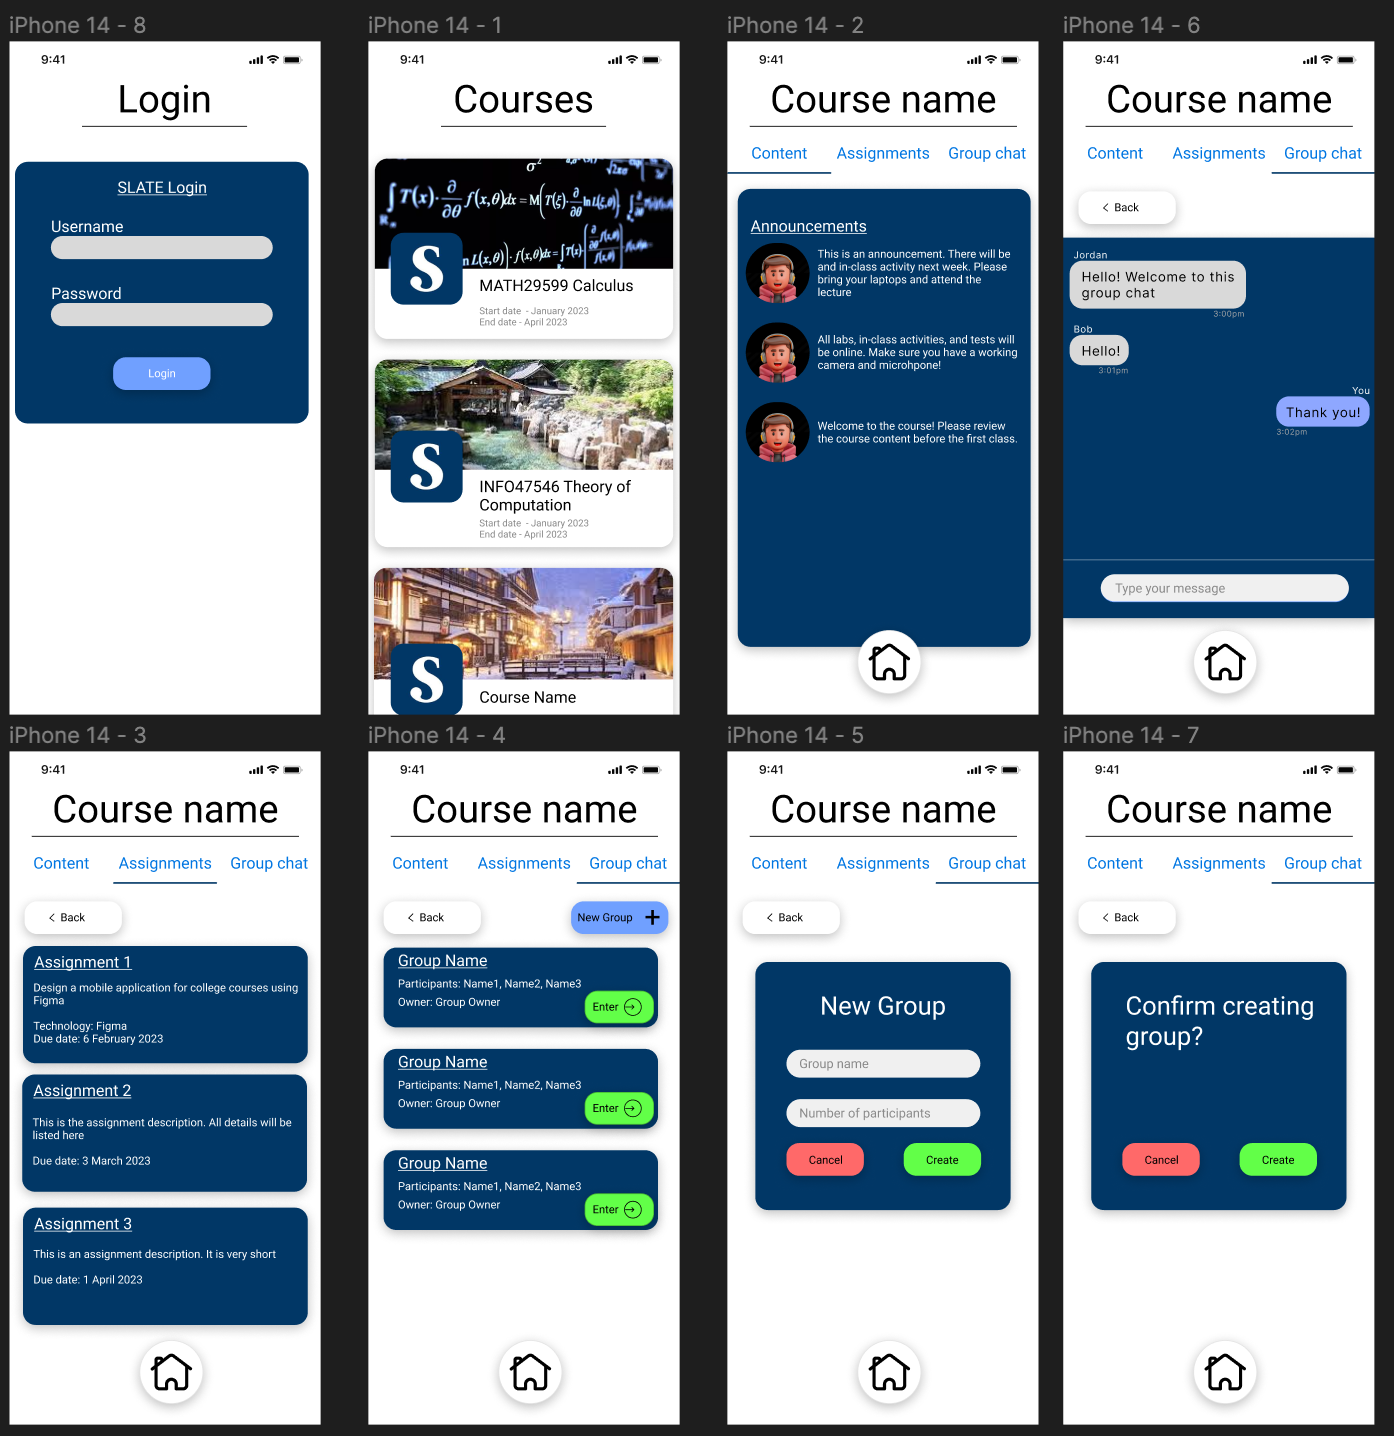 iPhone 14 - 8
9:41
Login
SLATE Login
Username
Password
Login
iPhone 14 - 1
9:41
Courses
S
MATH29599 Calculus
Start date - January 2023
End date - April 2023
S
INFO47546 Theory of
Computation
Start date - January 2023
End date - April 2023
S
Course Name
iPhone 14 - 2
9:41
Course name
Content Assignments Group chat
Announcements
This is an announcement. There will be
and in-class activity next week. Please
bring your laptops and attend the
lecture
All labs, in-class activities, and tests will
be online. Make sure you have a working
camera and microhpone!
Welcome to the course! Please review
the course content before the first class.
iPhone 14 - 6
9:41
Course name
Content Assignments Group chat
< Back
Jordan
Hello! Welcome to this
group chat
3:00pm
Bob
Hello!
3:01pm
You
Thank you!
3:02pm
Type your message
iPhone 14 - 3
9:41
Course name
Content Assignments Group chat
< Back
Assignment 1
Design a mobile application for college courses using
Figma
Technology: Figma
Due date: 6 February 2023
Assignment 2
This is the assignment description. All details will be
listed here
Due date: 3 March 2023
Assignment 3
This is an assignment description. It is very short
Due date: 1 April 2023
iPhone 14 - 4
9:41
Course name
Content Assignments Group chat
< Back
New Group +
Group Name
Participants: Name1, Name2, Name3
Owner: Group Owner
Enter
Group Name
Participants: Name1, Name2, Name3
Owner: Group Owner
Enter
Group Name
Participants: Name1, Name2, Name3
Owner: Group Owner
Enter
iPhone 14 - 5
9:41
Course name
Content Assignments Group chat
< Back
New Group
Group name
Number of participants
Cancel Create
iPhone 14 - 7
9:41
Course name
Content Assignments Group chat
< Back
Confirm creating
group?
Cancel Create